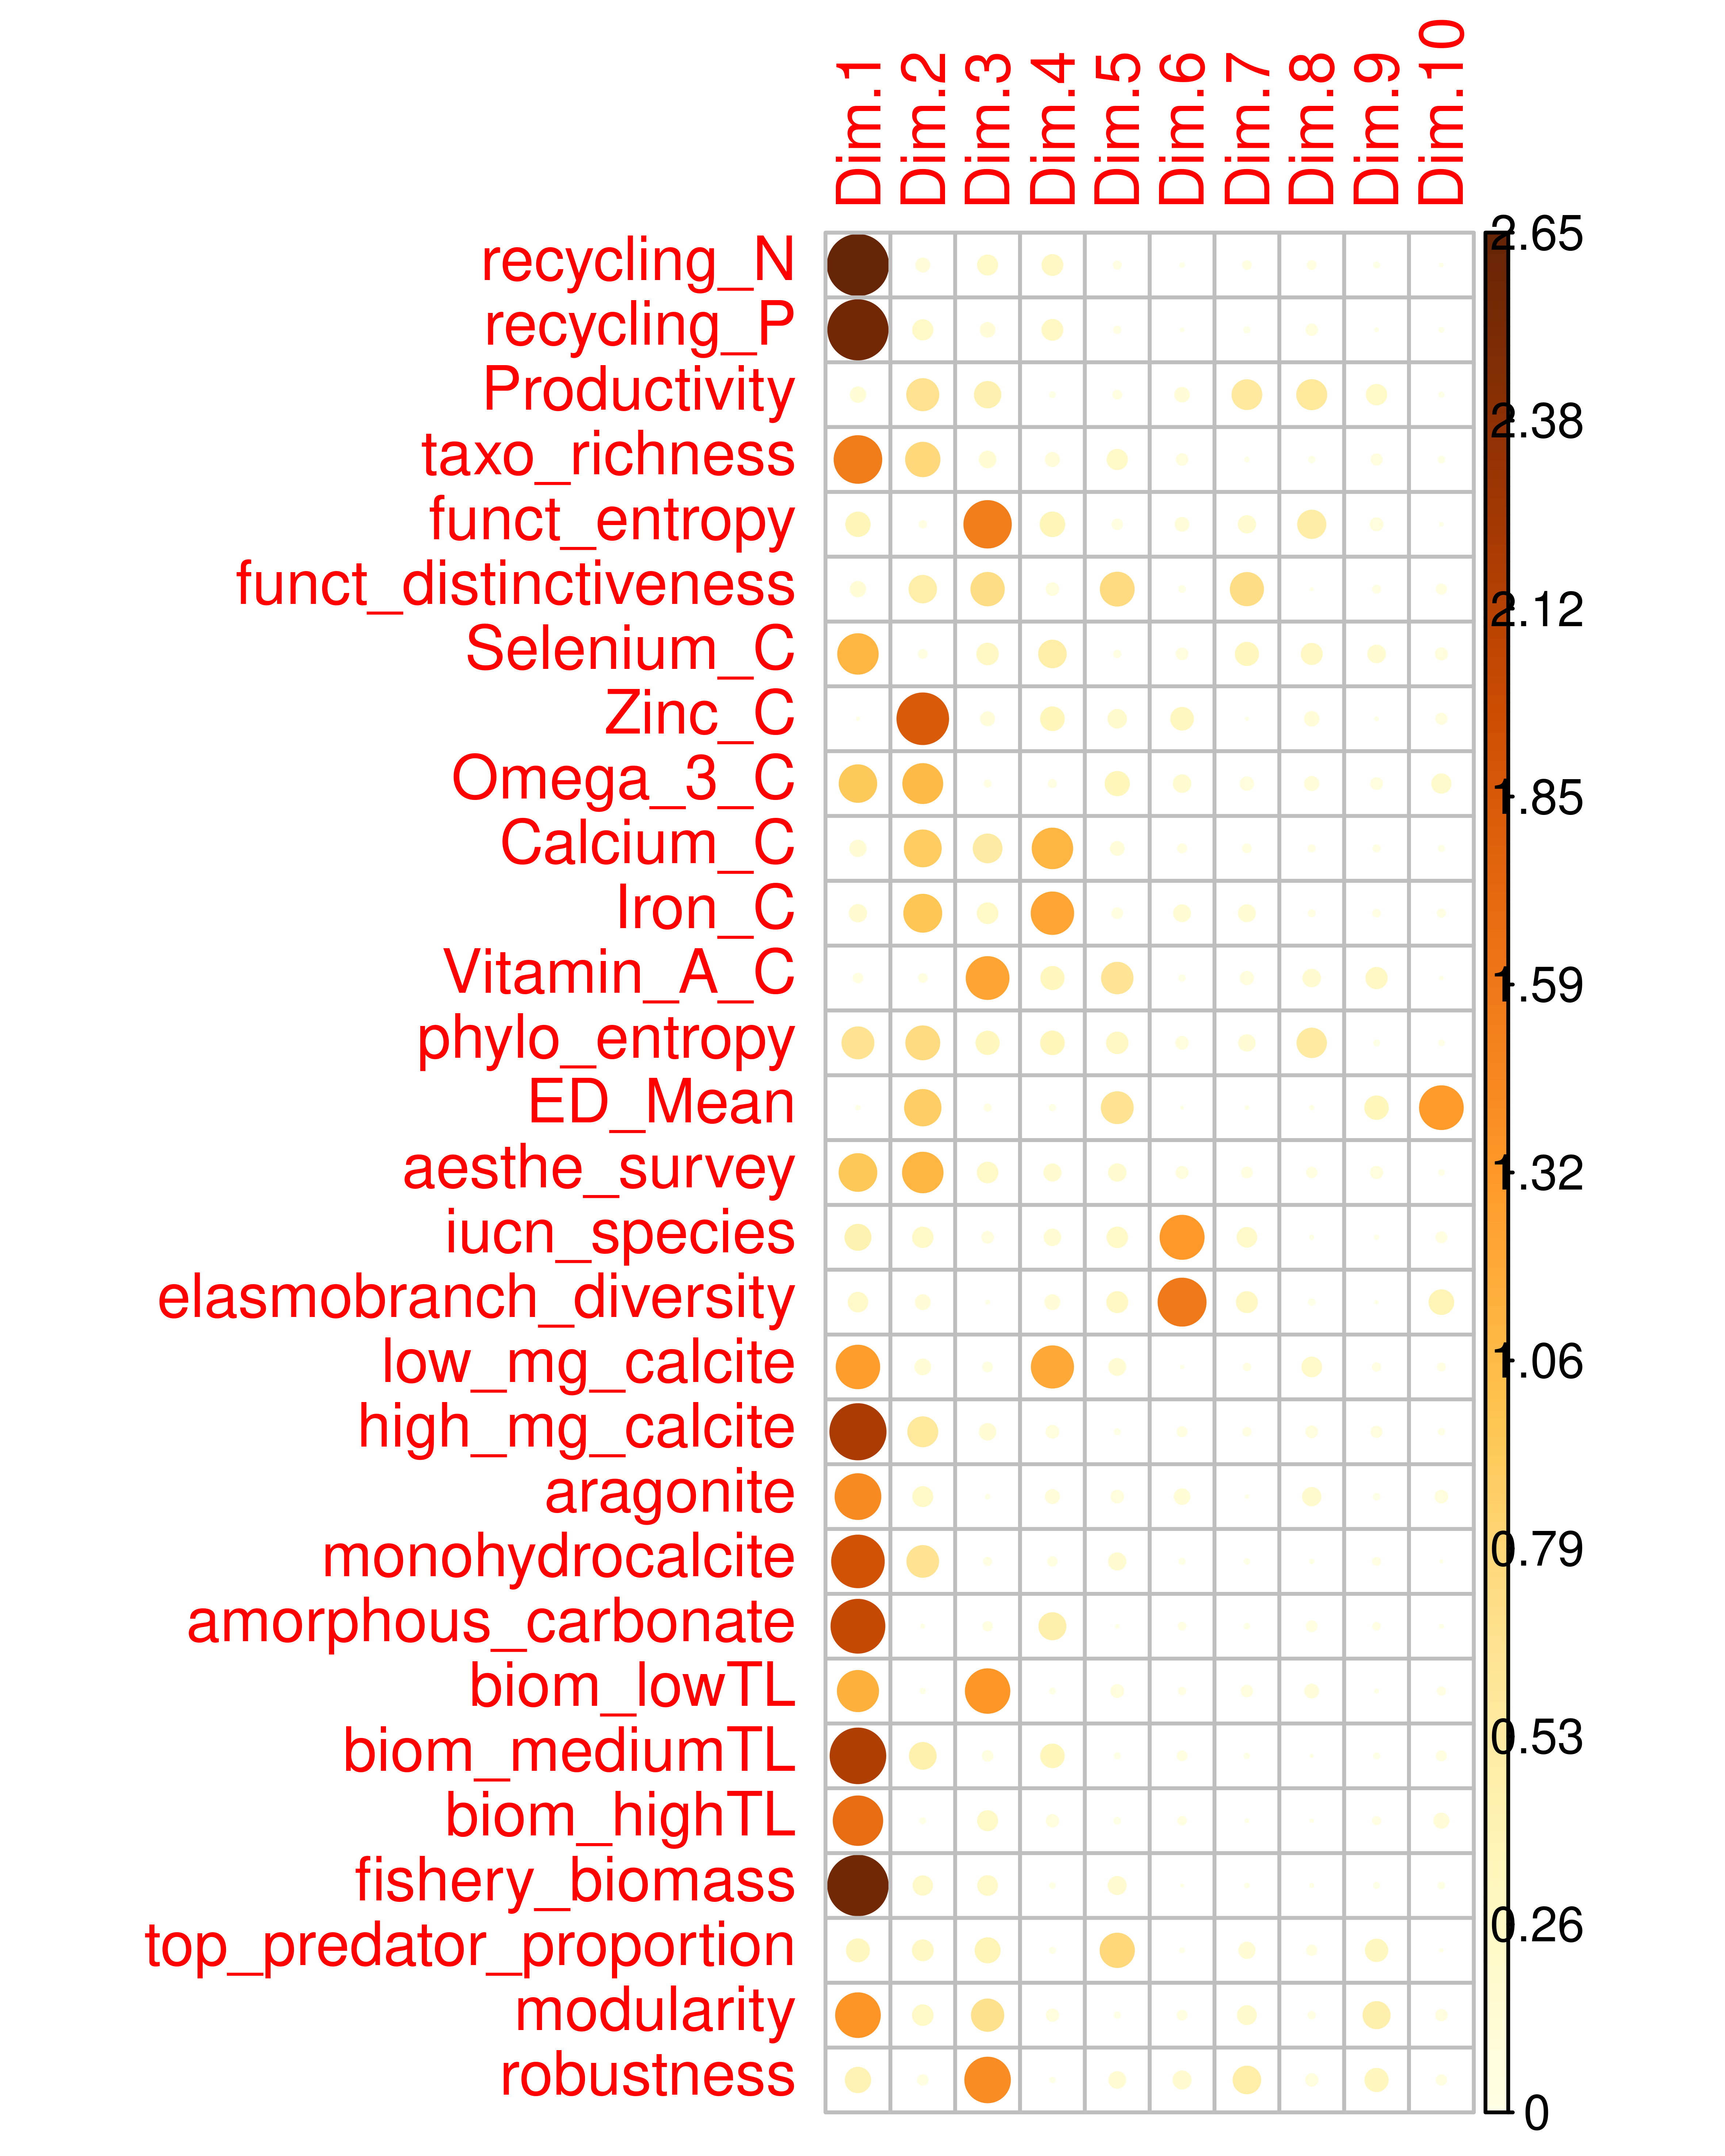 Dim.1 Dim.2 Dim.3 Dim.4 Dim.5 Dim.6 Dim.7 Dim.8 Dim.9 Dim.10
recycling_N
recycling_P
Productivity
taxo_richness
funct_entropy
funct_distinctiveness
Selenium_C
Zinc_C
Omega_3_C
Calcium_C
Iron_C
Vitamin_A_C
phylo_entropy
ED_Mean
aesthe_survey
iucn_species
elasmobranch_diversity
low_mg_calcite
high_mg_calcite
aragonite
monohydrocalcite
amorphous_carbonate
biom_lowTL
biom_mediumTL
biom_highTL
fishery_biomass
top_predator_proportion
modularity
robustness
2.65
2.38
2.12
1.85
1.59
1.32
1.06
0.79
0.53
0.26
0